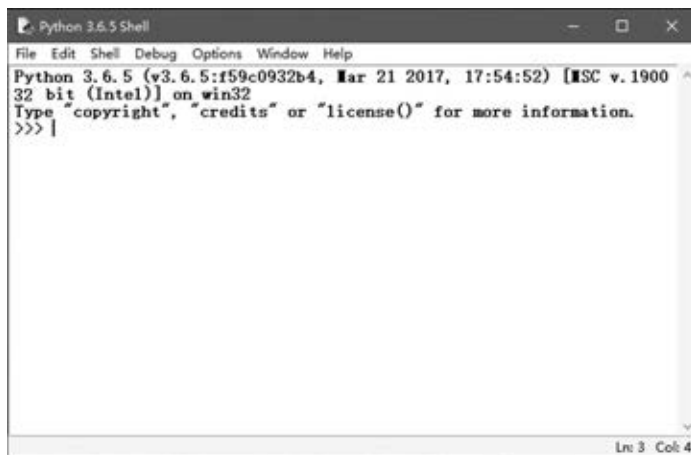 Python 3.6.5 Shell
File Edit Shell Debug Options Window Help
Python 3.6.5 (v3.6.5:f59c0932b4, Mar 21 2017, 17:54:52) [MSC v.1900
32 bit (Intel)] on win32
Type "copyright", "credits" or "license()" for more information.
>>>
Ln: 3 Col: 4